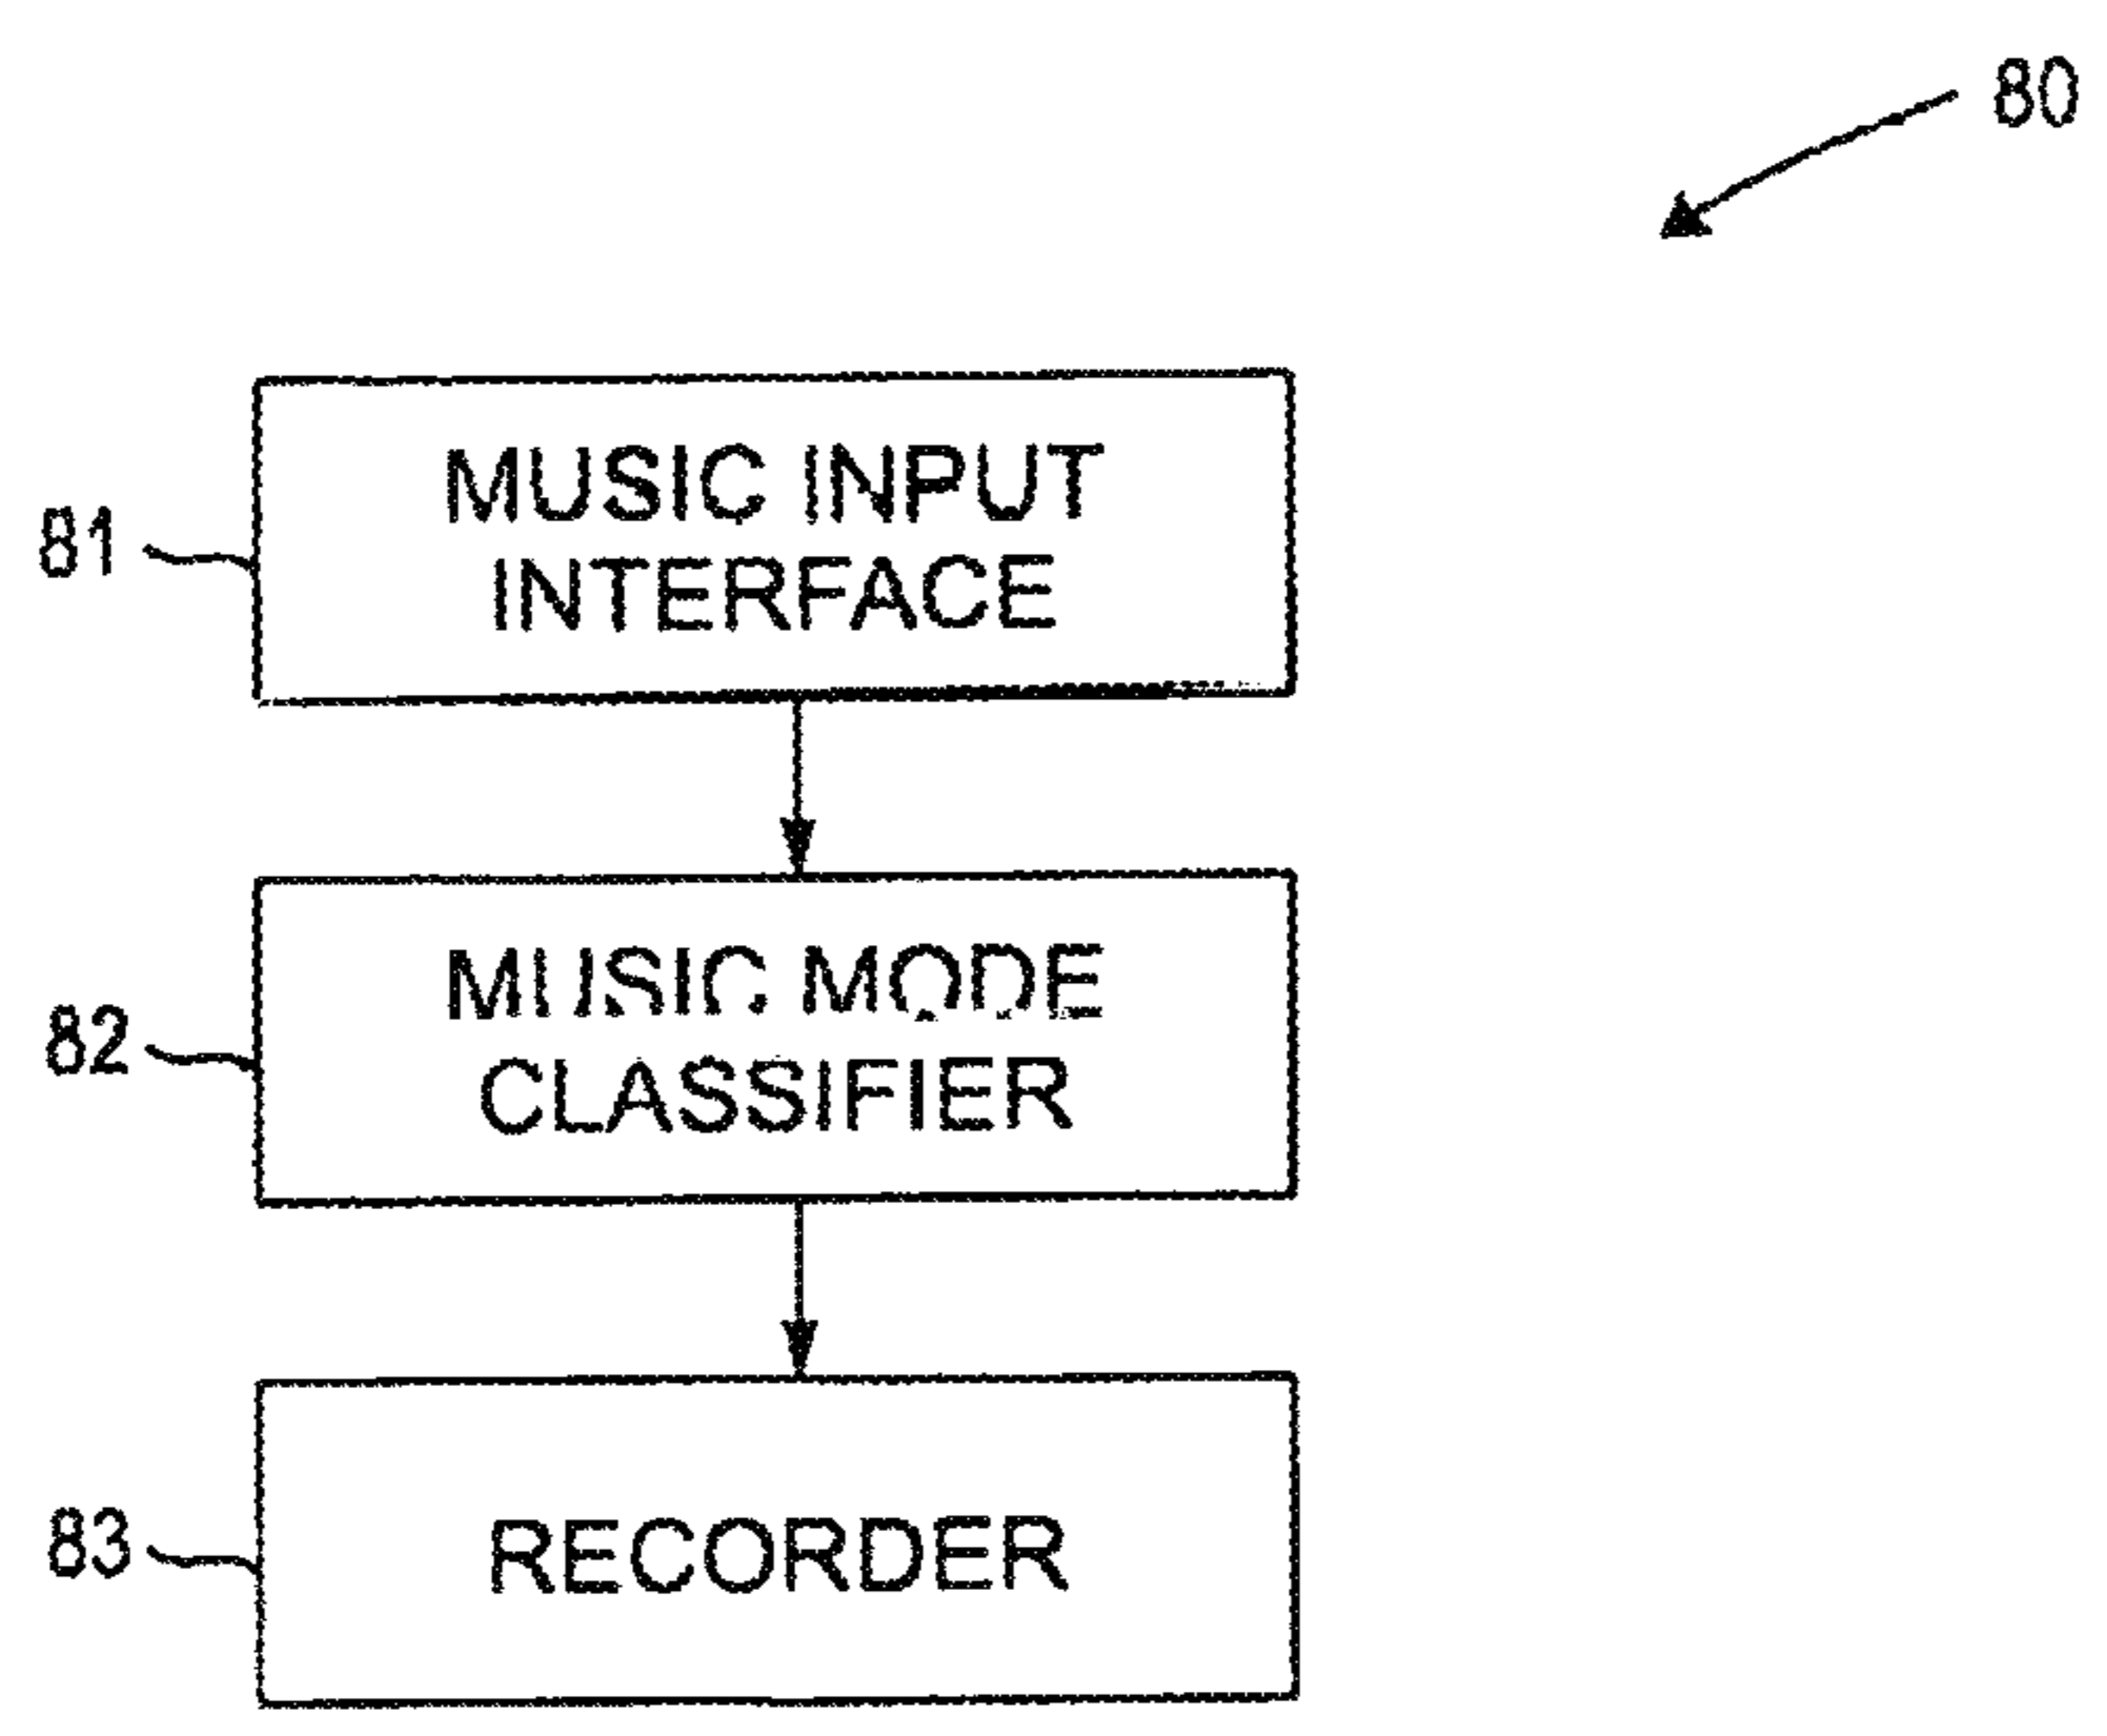 80
81
MUSIC INPUT
INTERFACE
82
MUSIC MODE
CLASSIFIER
83
RECORDER